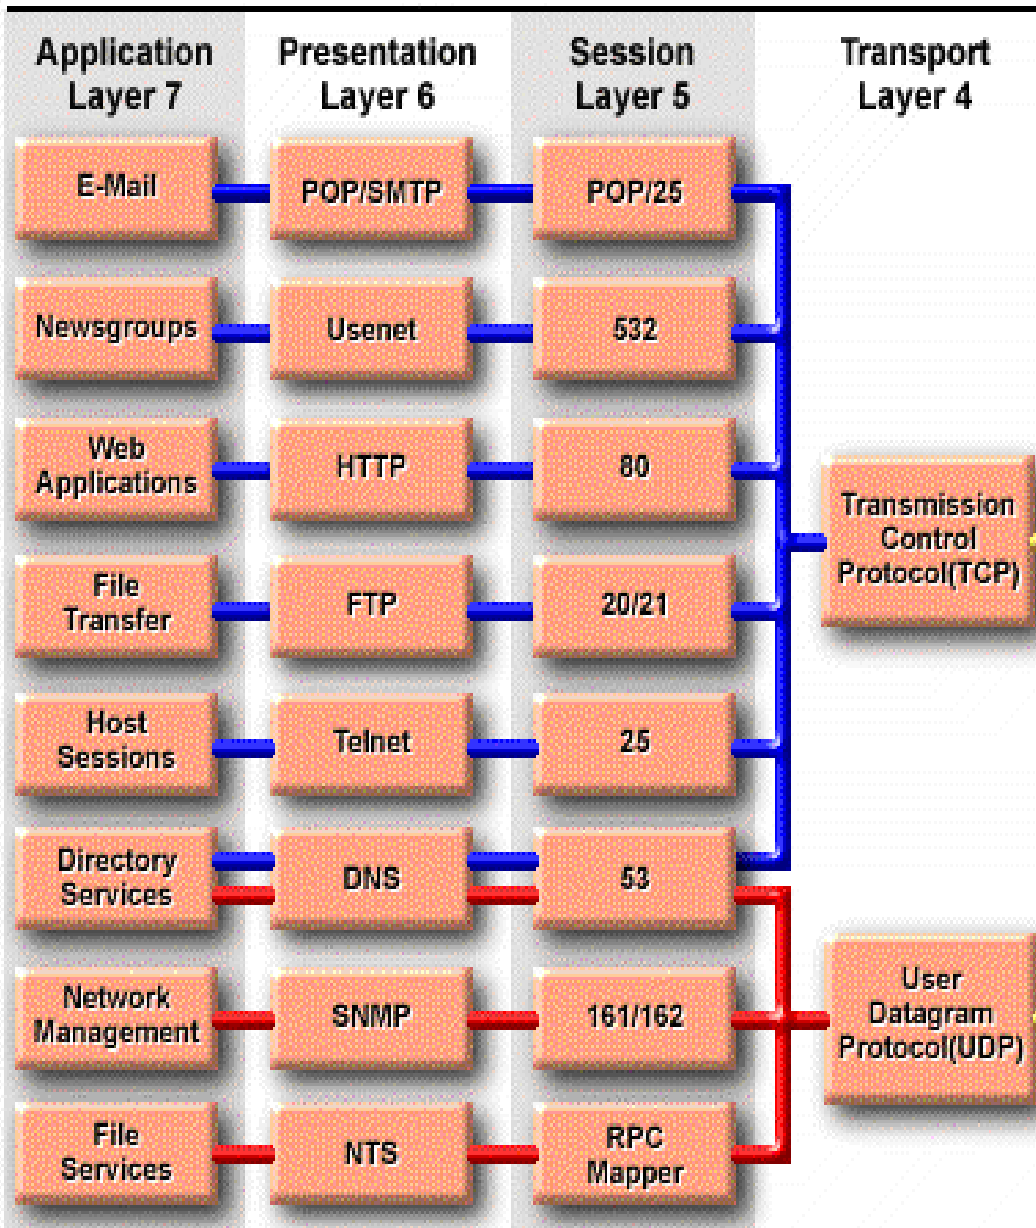 Application
Layer 7
Presentation
Layer 6
Session
Layer 5
Transport
Layer 4
E-Mail
POP/SMTP
POP/25
Newsgroups
Usenet
532
Web
Applications
HTTP
80
Transmission
Control
Protocol(TCP)
File
Transfer
FTP
20/21
Host
Sessions
Telnet
25
Directory
Services
DNS
53
Network
Management
SNMP
161/162
User
Datagram
Protocol(UDP)
File
Services
NTS
RPC
Mapper